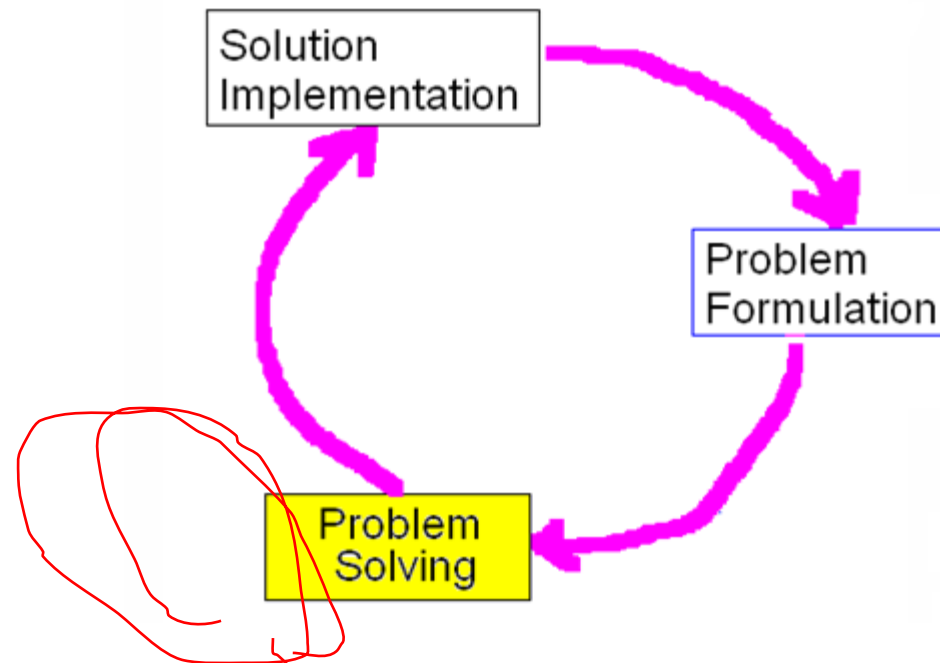 Solution
Implementation
Problem
Formulation
Problem
Solving